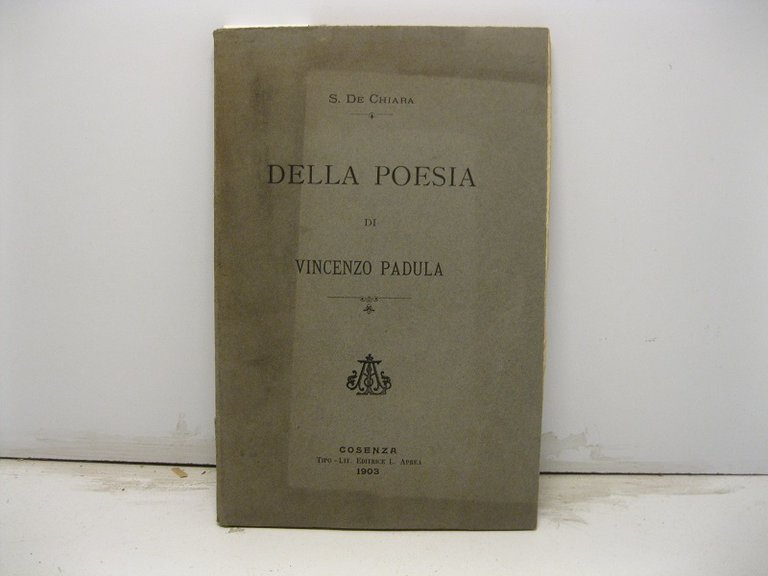 S. DE CHIARA
DELLA POESIA
DI
VINCENZO PADULA
COSENZA
TIPO-LIT. EDITRICE L. APREA
1903